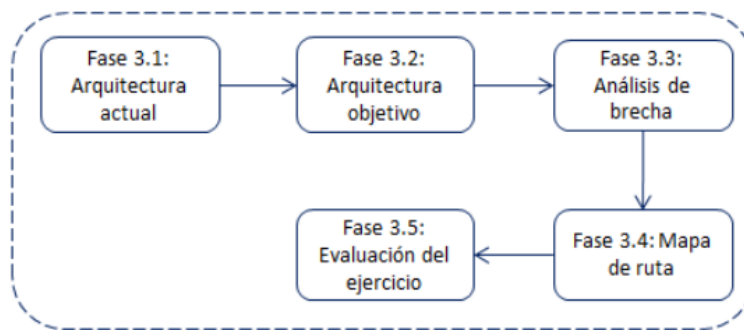 Fase 3.1:
Arquitectura
actual
Fase 3.2:
Arquitectura
objetivo
Fase 3.3:
Análisis de
brecha
Fase 3.4: Mapa
de ruta
Fase 3.5:
Evaluación del
ejercicio